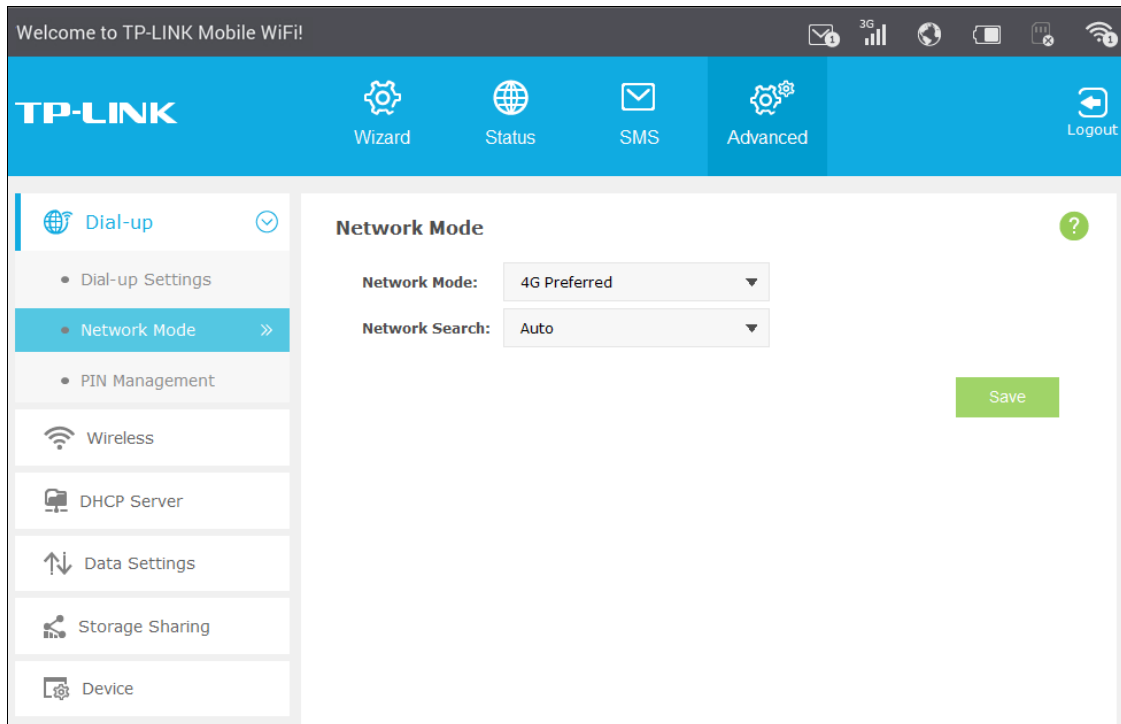 Welcome to TP-LINK Mobile WiFi!
1
3G
1
TP-LINK
Wizard
Status
SMS
Advanced
Logout
Dial-up
Dial-up Settings
Network Mode
PIN Management
Wireless
DHCP Server
Data Settings
Storage Sharing
Device
Network Mode
?
Network Mode: 4G Preferred
Network Search: Auto
Save